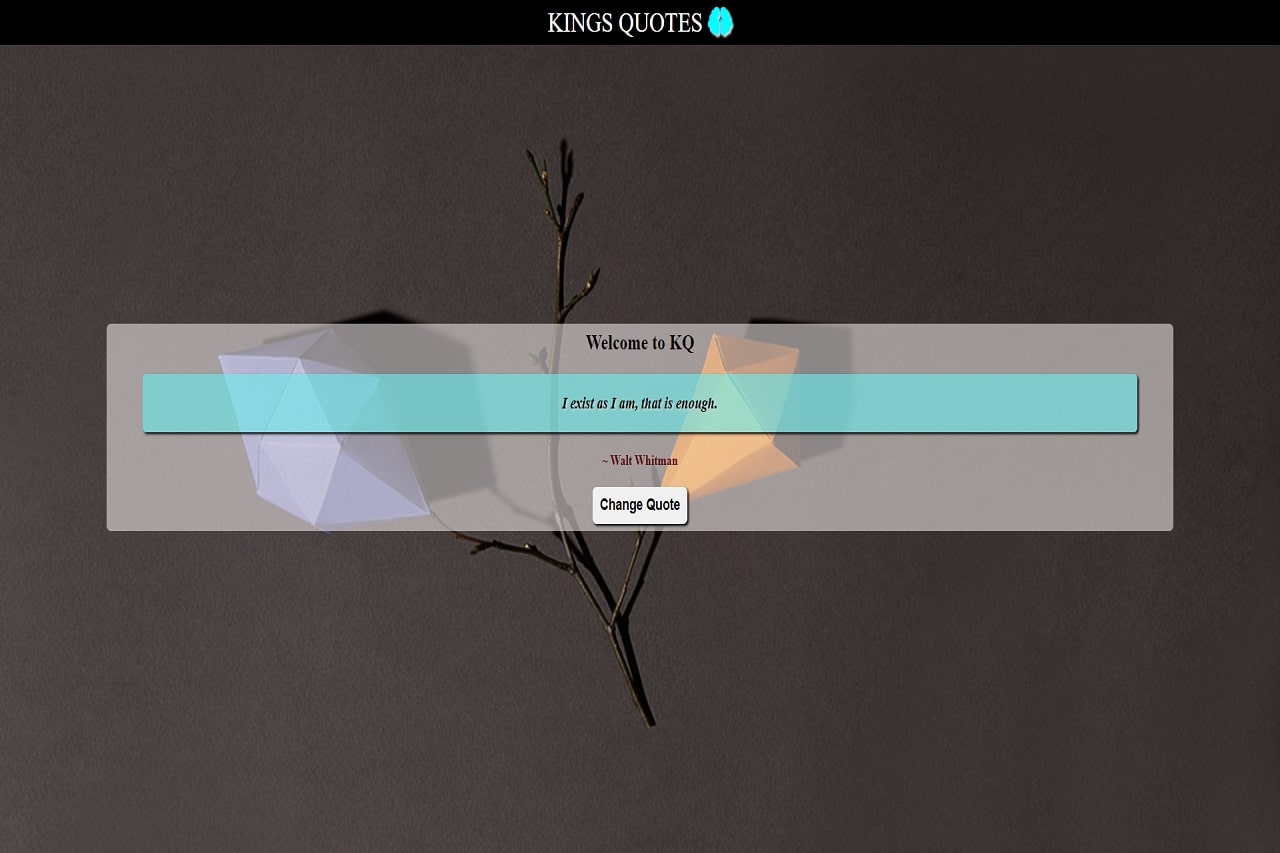 KINGS QUOTES
Welcome to KQ
I exist as I am, that is enough.
~ Walt Whitman
Change Quote